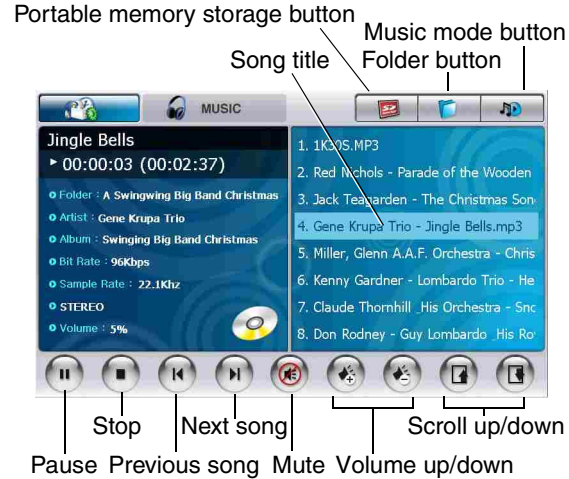 Portable memory storage button
Music mode button
Song title
Folder button
MUSIC
Jingle Bells
00:00:03 (00:02:37)
Folder : A Swingwing Big Band Christmas
Artist : Gene Krupa Trio
Album : Swinging Big Band Christmas
Bit Rate : 96Kbps
Sample Rate : 22.1Khz
STEREO
Volume : 5%
1. 1K30S.MP3
2. Red Nichols - Parade of the Wooden
3. Jack Teagarden - The Christmas Son
4. Gene Krupa Trio - Jingle Bells.mp3
5. Miller, Glenn A.A.F. Orchestra - Chris
6. Kenny Gardner - Lombardo Trio - He
7. Claude Thornhill _His Orchestra - Sno
8. Don Rodney - Guy Lombardo _His Ro
Stop
Next song
Scroll up/down
Pause
Previous song
Mute
Volume up/down